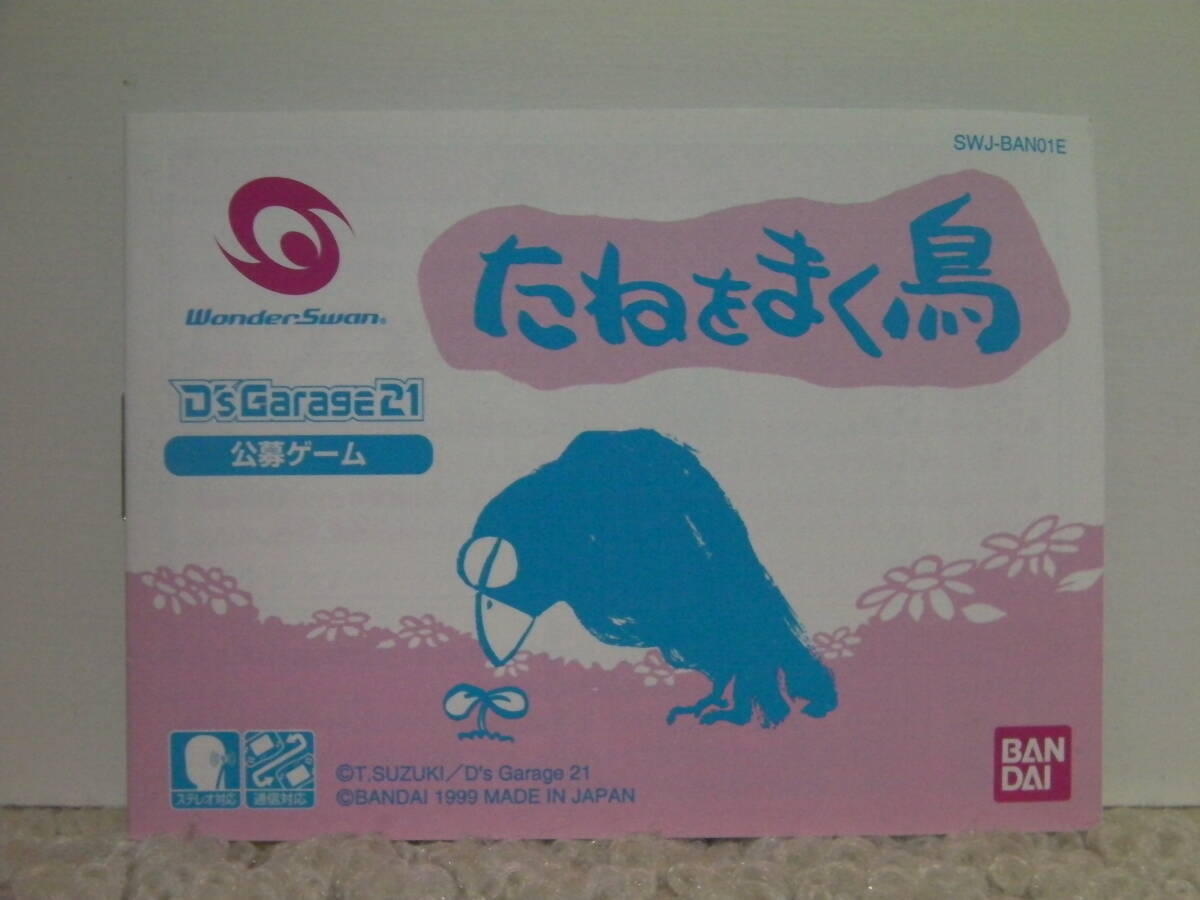 SWJ-BAN01E
WonderSwan®
たねをまく鳥
D'sGarage21
公募ゲーム
ステレオ対応
通信対応
©T.SUZUKI／D's Garage 21
©BANDAI 1999 MADE IN JAPAN
BAN
DAI